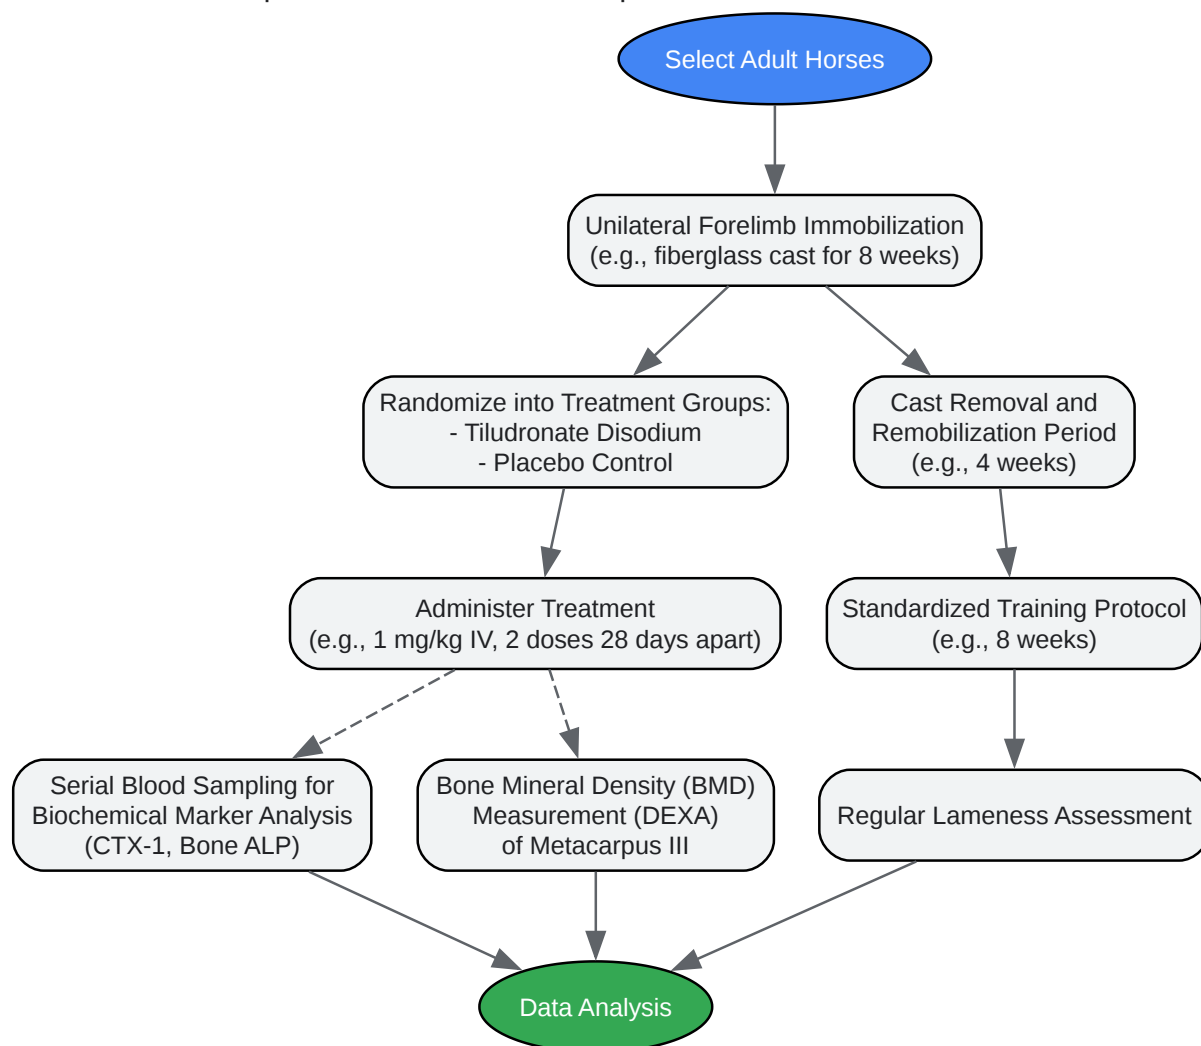 Select Adult Horses
Unilateral Forelimb Immobilization
(e.g., fiberglass cast for 8 weeks)
Randomize into Treatment Groups:
- Tiludronate Disodium
- Placebo Control
Cast Removal and
Remobilization Period
(e.g., 4 weeks)
Administer Treatment
(e.g., 1 mg/kg IV, 2 doses 28 days apart)
Standardized Training Protocol
(e.g., 8 weeks)
Serial Blood Sampling for
Biochemical Marker Analysis
(CTX-1, Bone ALP)
Bone Mineral Density (BMD)
Measurement (DEXA)
of Metacarpus III
Regular Lameness Assessment
Data Analysis